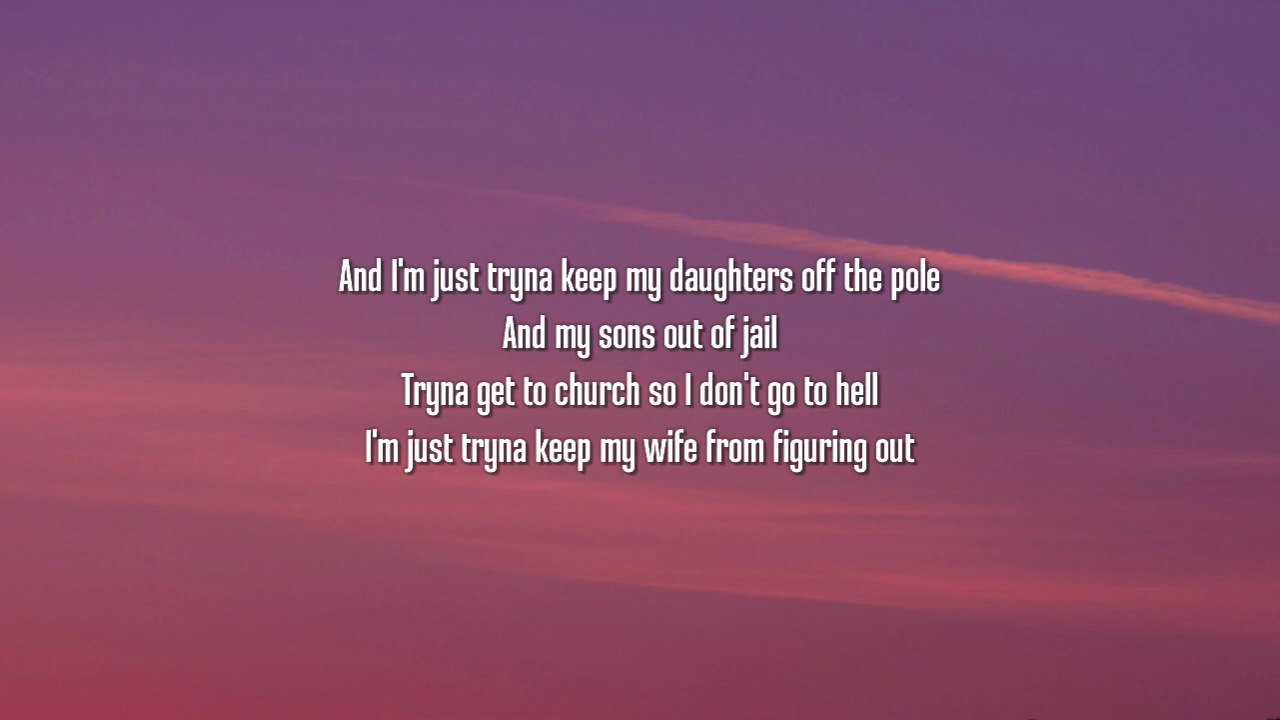 And I'm just tryna keep my daughters off the pole
And my sons out of jail
Tryna get to church so I don't go to hell
I'm just tryna keep my wife from figuring out